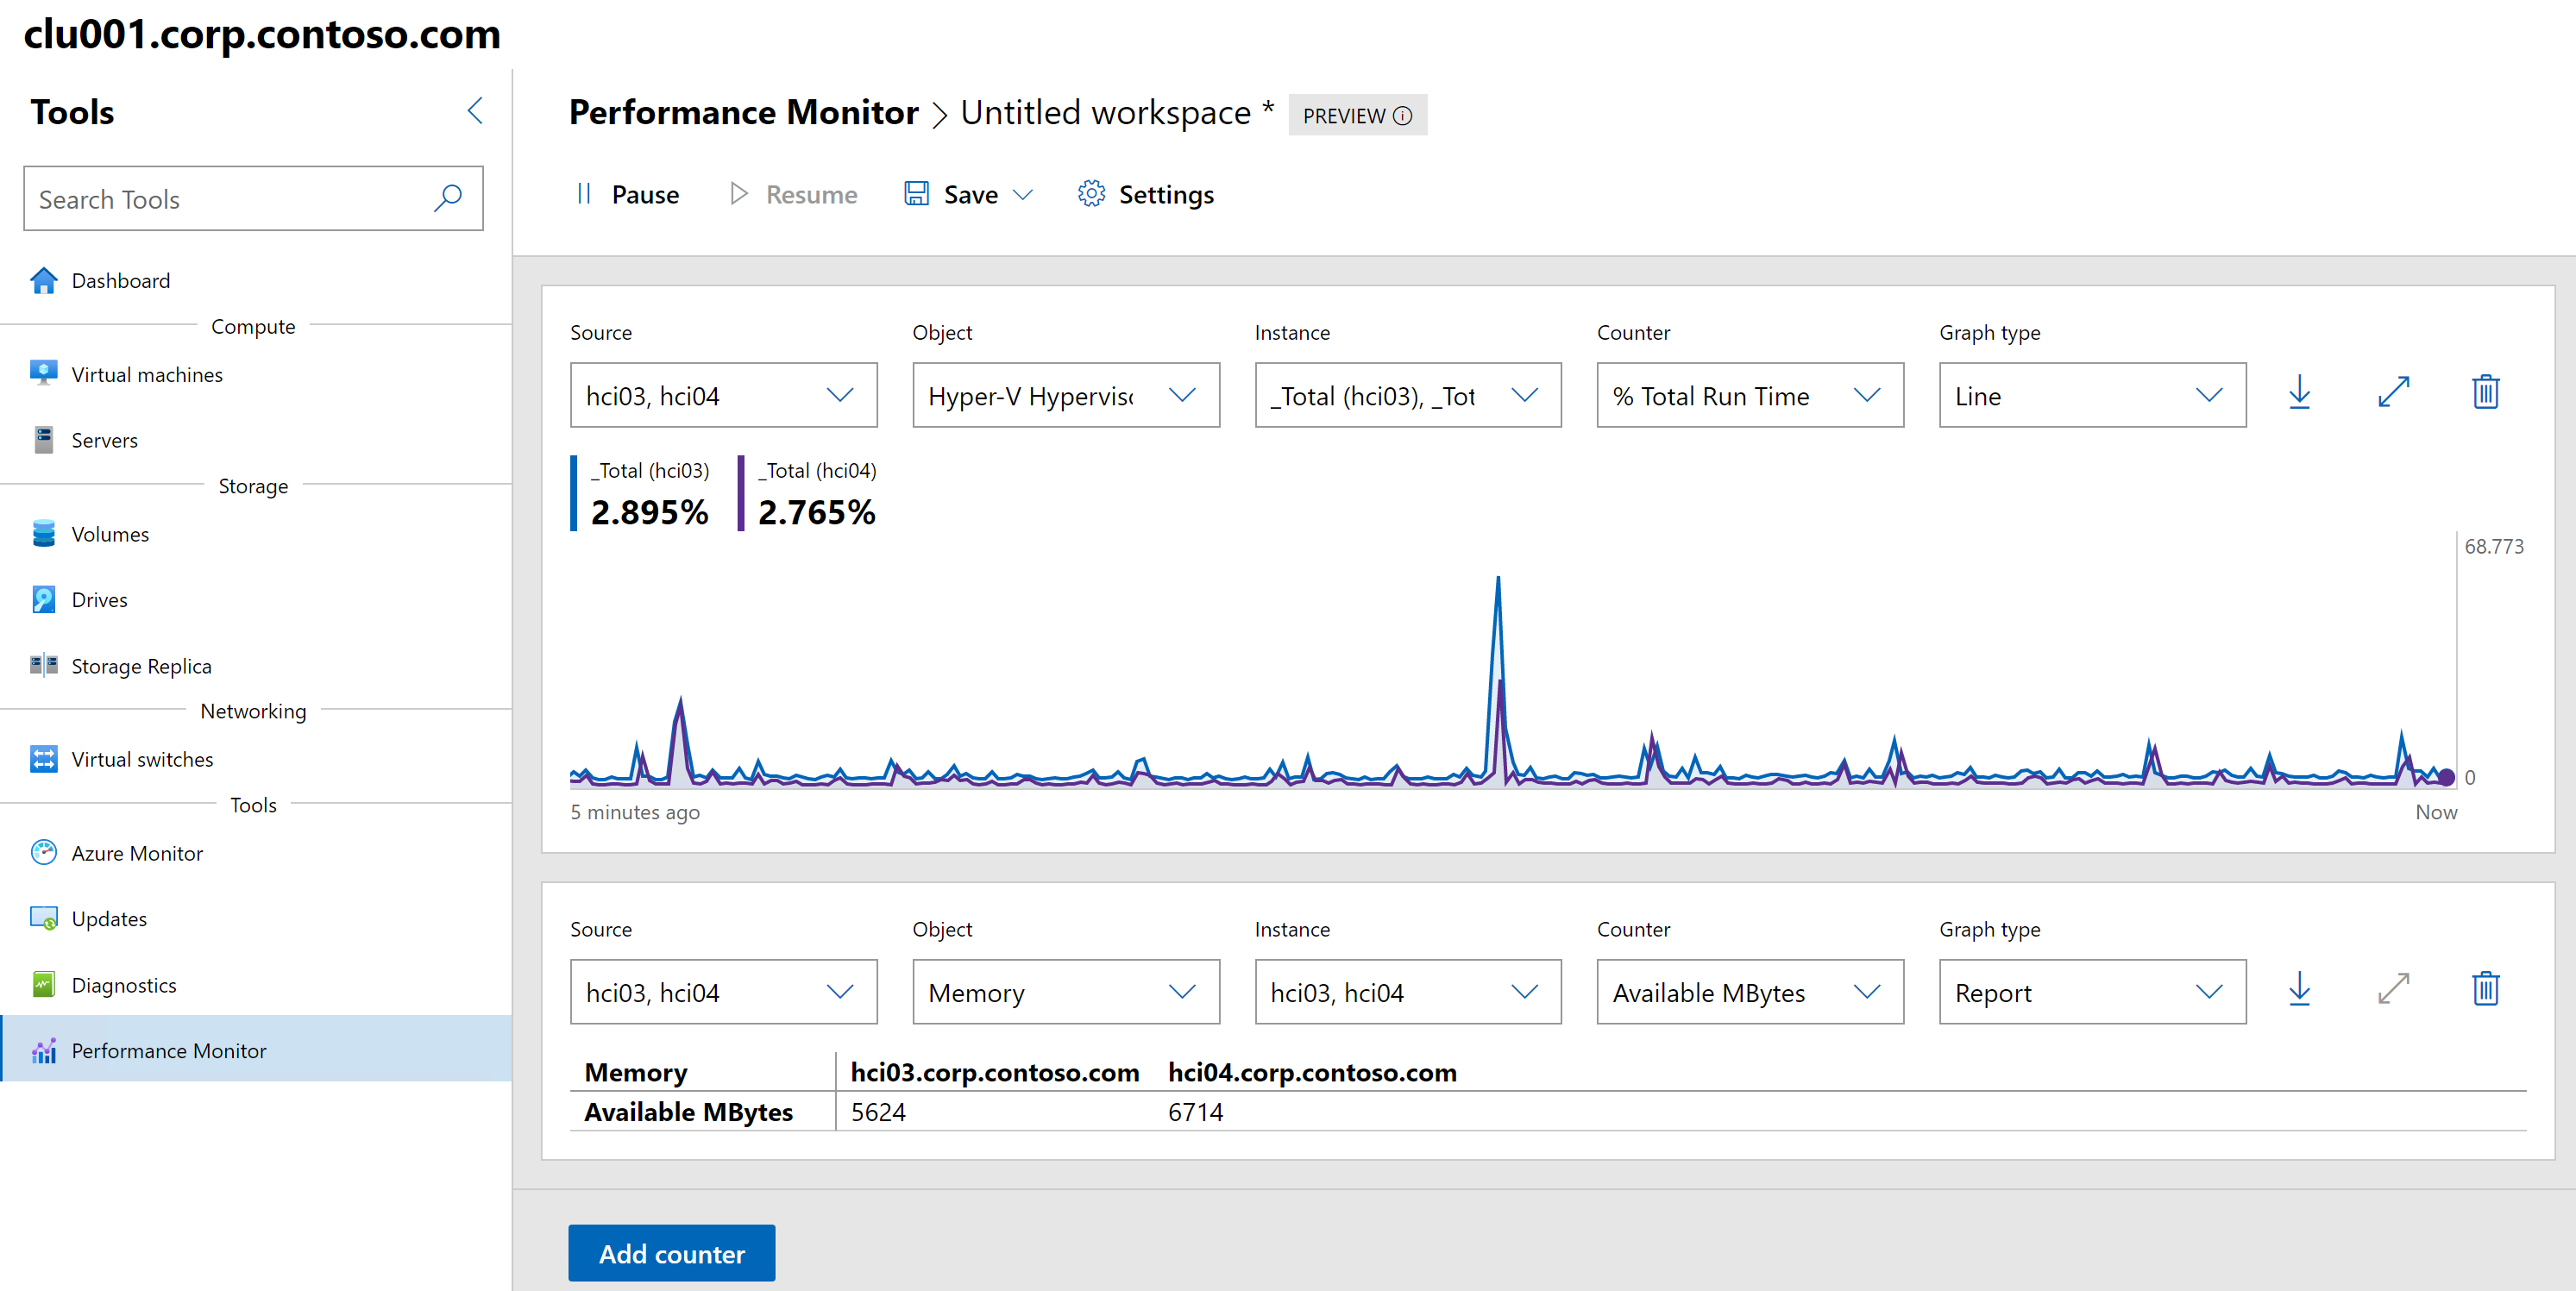 clu001.corp.contoso.com
Tools
Search Tools
Dashboard
Compute
Virtual machines
Servers
Storage
Volumes
Drives
Storage Replica
Networking
Virtual switches
Tools
Azure Monitor
Updates
Diagnostics
Performance Monitor
Performance Monitor > Untitled workspace * PREVIEW
Pause Resume Save Settings
Source Object Instance Counter Graph type
hci03, hci04 Hyper-V Hyperviso _Total (hci03), _Tot % Total Run Time Line
_Total (hci03) _Total (hci04)
2.895% 2.765%
68.773
0
5 minutes ago Now
Source Object Instance Counter Graph type
hci03, hci04 Memory hci03, hci04 Available MBytes Report
Memory hci03.corp.contoso.com hci04.corp.contoso.com
Available MBytes 5624 6714
Add counter